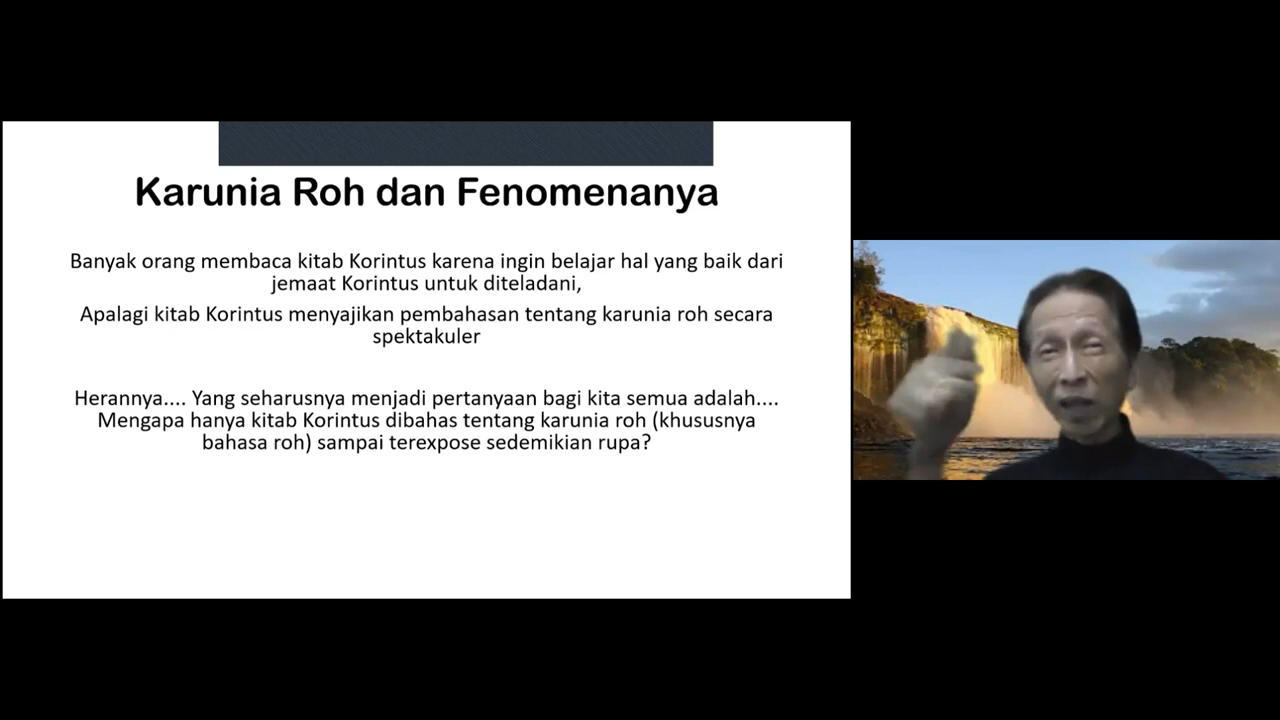 Karunia Roh dan Fenomenanya
Banyak orang membaca kitab Korintus karena ingin belajar hal yang baik dari
jemaat Korintus untuk diteladani,
Apalagi kitab Korintus menyajikan pembahasan tentang karunia roh secara
spektakuler
Herannya.... Yang seharusnya menjadi pertanyaan bagi kita semua adalah....
Mengapa hanya kitab Korintus dibahas tentang karunia roh (khususnya
bahasa roh) sampai terexpose sedemikian rupa?